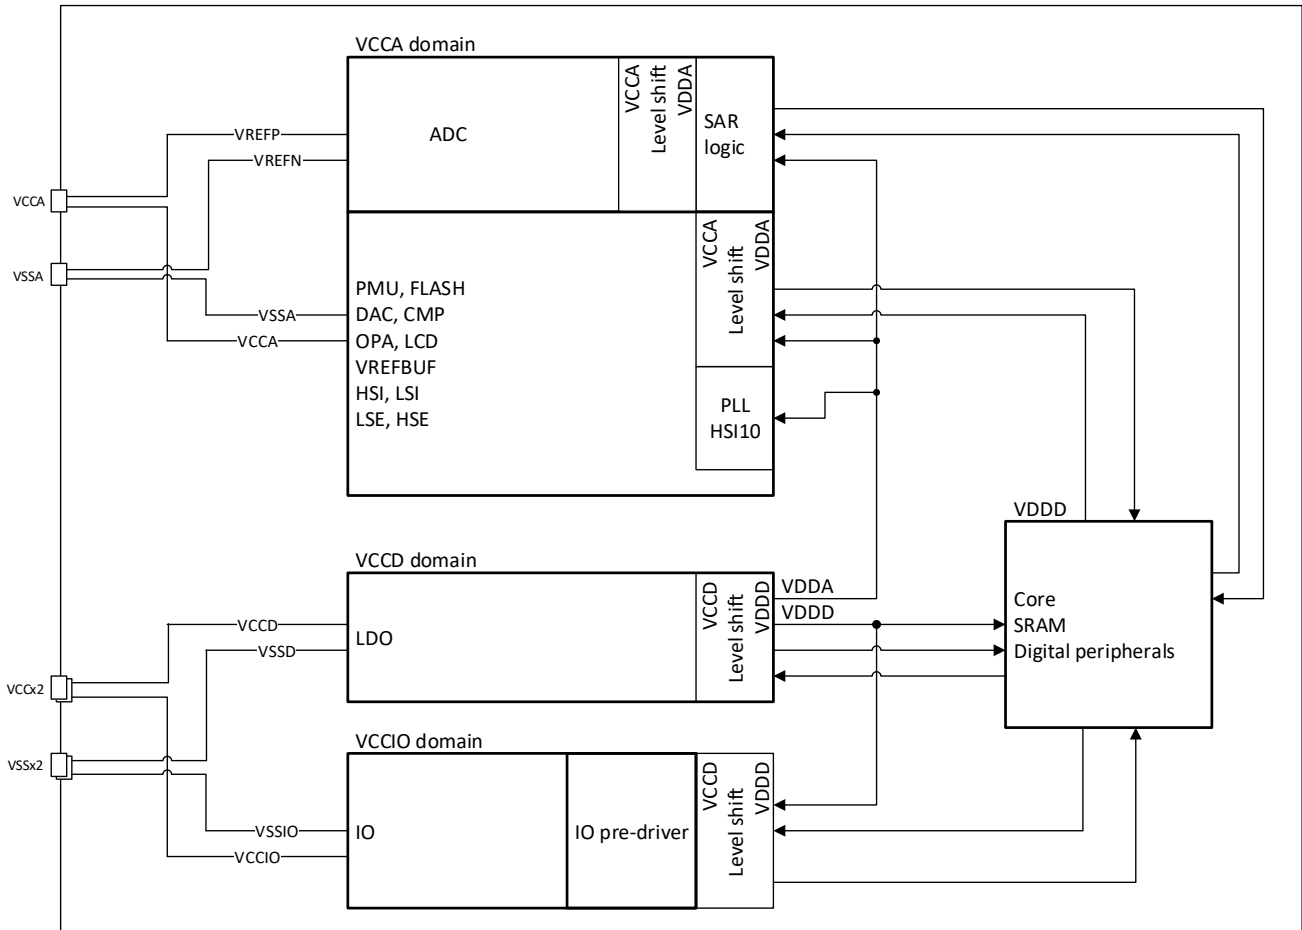 VCCA domain
ADC
VCCA
Level shift
VDDA
SAR
logic
VREFP
VREFN
VCCA
VSSA
VSSA
VCCA
PMU, FLASH
DAC, CMP
OPA, LCD
VREFBUF
HSI, LSI
LSE, HSE
VCCA
Level shift
VDDA
PLL
HSI10
VDDD
Core
SRAM
Digital peripherals
VCCD domain
VCCD
VSSD
LDO
VCCD
Level shift
VDDD
VDDA
VDDD
VCCx2
VSSx2
VCCIO domain
VSSIO
VCCIO
IO
IO pre-driver
VCCD
Level shift
VDDD